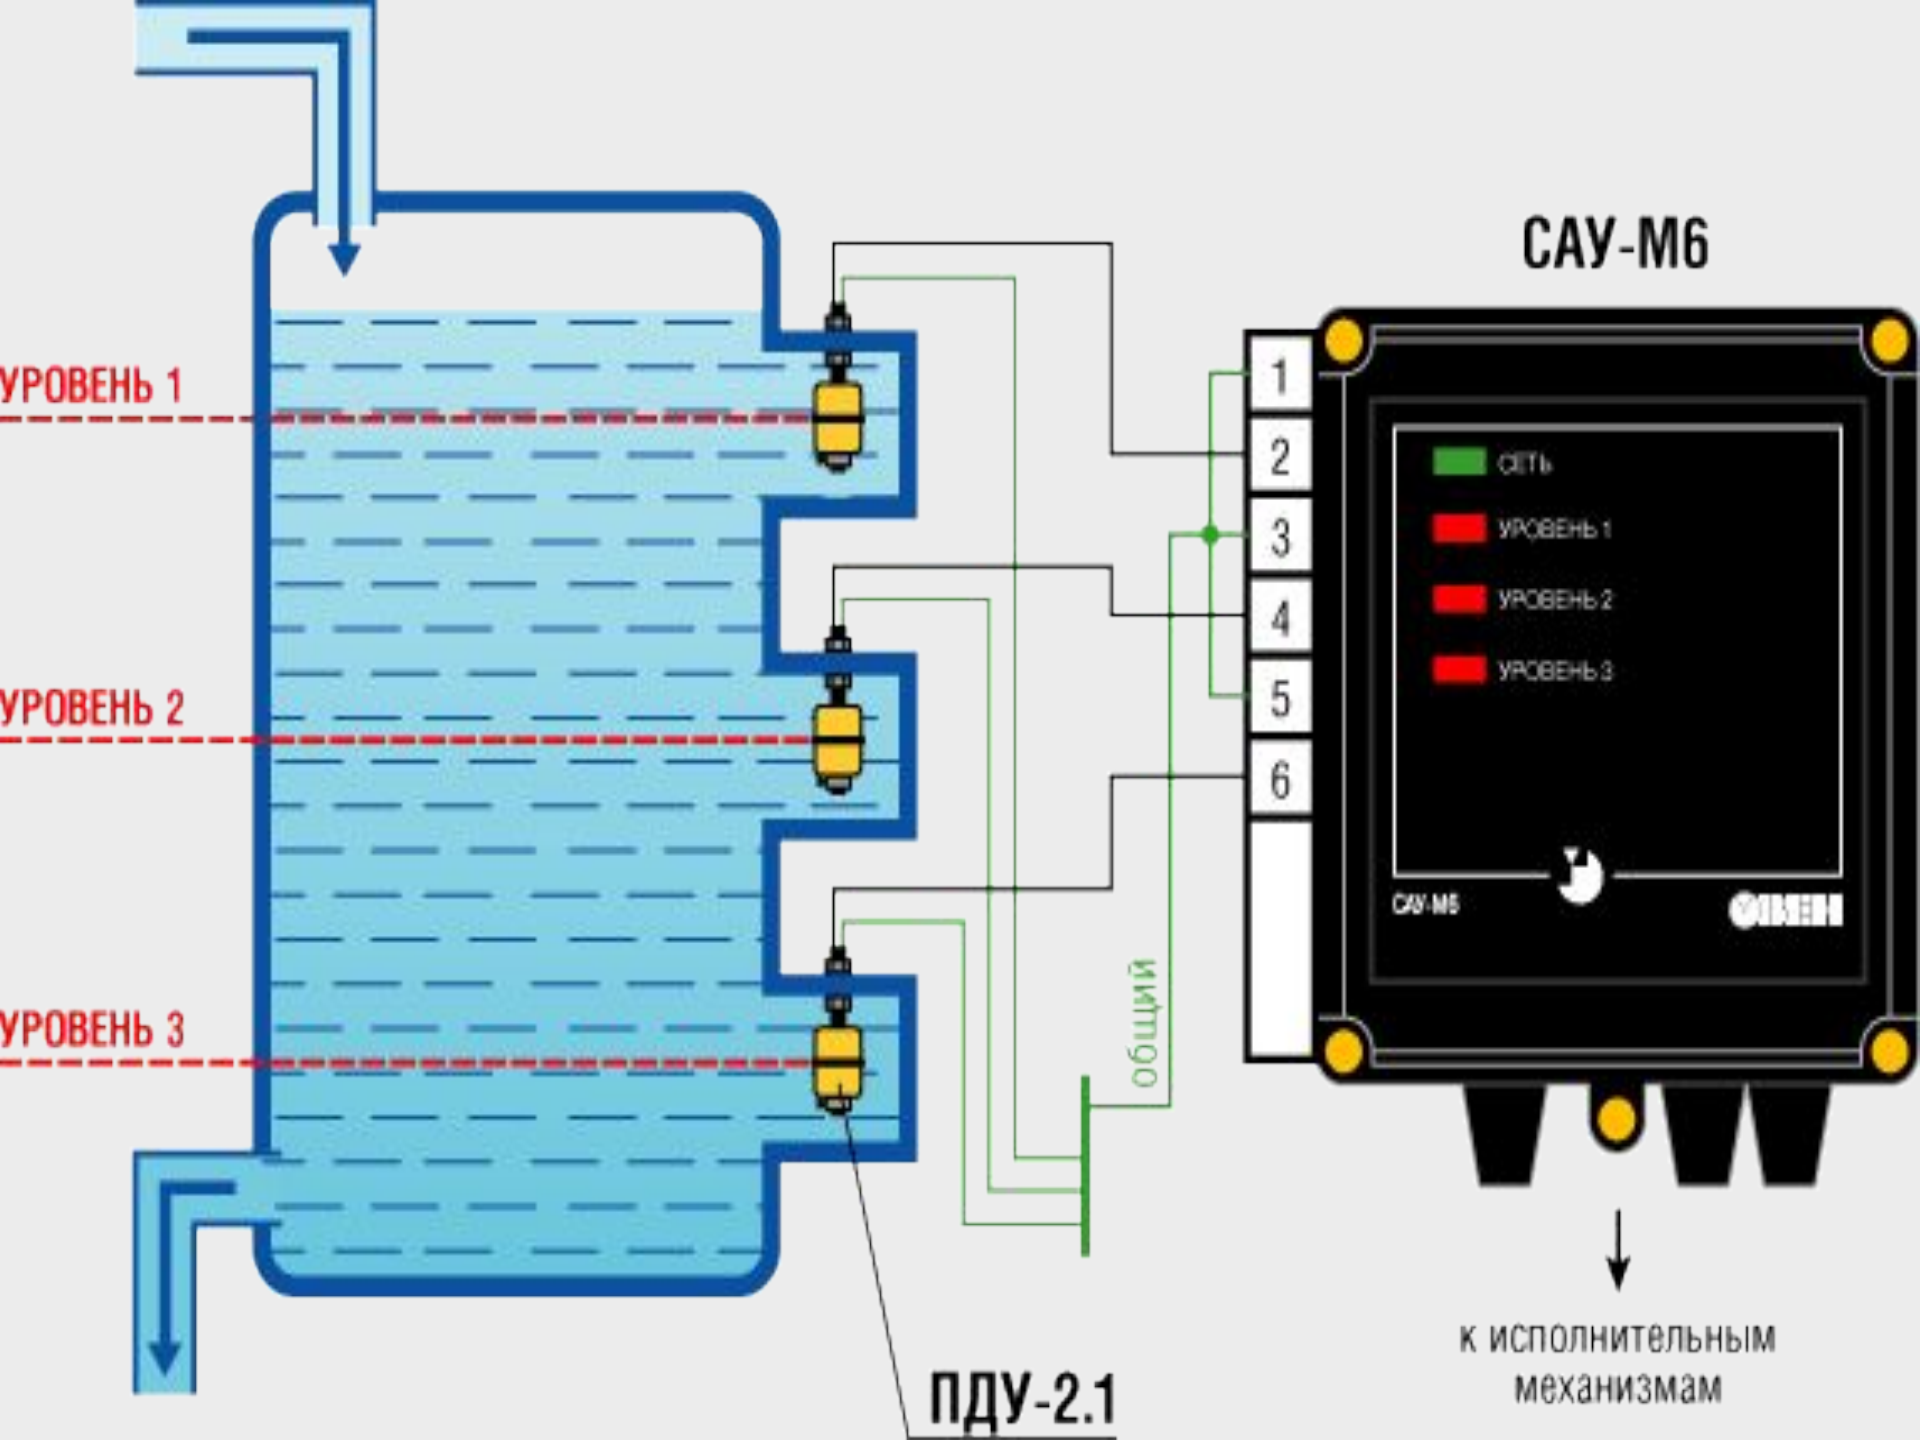 САУ-М6
УРОВЕНЬ 1
УРОВЕНЬ 2
УРОВЕНЬ 3
1
2
3
4
5
6
СЕТЬ
УРОВЕНЬ 1
УРОВЕНЬ 2
УРОВЕНЬ 3
САУ-М6
ОВЕН
общий
ПДУ-2.1
к исполнительным
механизмам